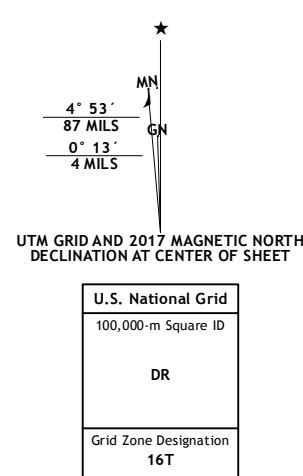 ★
MN
4° 53´
87 MILS
GN
0° 13´
4 MILS
UTM GRID AND 2017 MAGNETIC NORTH
DECLINATION AT CENTER OF SHEET
U.S. National Grid
100,000-m Square ID
DR
Grid Zone Designation
16T